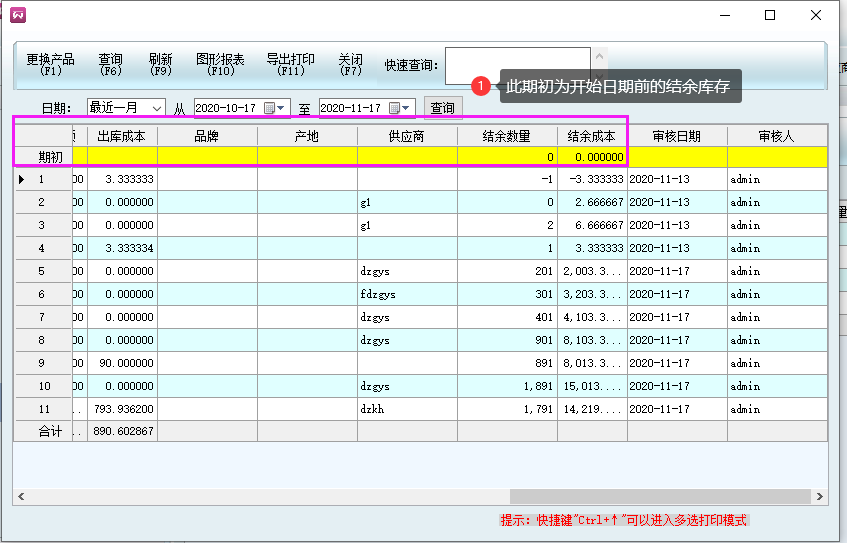 更换产品 查询 刷新 图形报表 导出打印 关闭 快速查询：
(F1) (F6) (F9) (F10) (F11) (F7)
1 此期初为开始日期前的结余库存
日期： 最近一月 从 2020-10-17 至 2020-11-17 查询
出库成本 品牌 产地 供应商 结余数量 结余成本 审核日期 审核人
期初 0 0.000000
1 00 3.333333 -1 -3.333333 2020-11-13 admin
2 00 0.000000 g1 0 2.666667 2020-11-13 admin
3 00 0.000000 g1 2 6.666667 2020-11-13 admin
4 00 3.333334 1 3.333333 2020-11-13 admin
5 00 0.000000 dzgys 201 2,003.3... 2020-11-17 admin
6 00 0.000000 fdzgys 301 3,203.3... 2020-11-17 admin
7 00 0.000000 dzgys 401 4,103.3... 2020-11-17 admin
8 00 0.000000 dzgys 901 8,103.3... 2020-11-17 admin
9 00 90.000000 891 8,013.3... 2020-11-17 admin
10 00 0.000000 dzgys 1,891 15,013.... 2020-11-17 admin
11 .. 793.936200 dzkh 1,791 14,219.... 2020-11-17 admin
合计 .. 890.602867
提示：快捷键"Ctrl+↑"可以进入多选打印模式